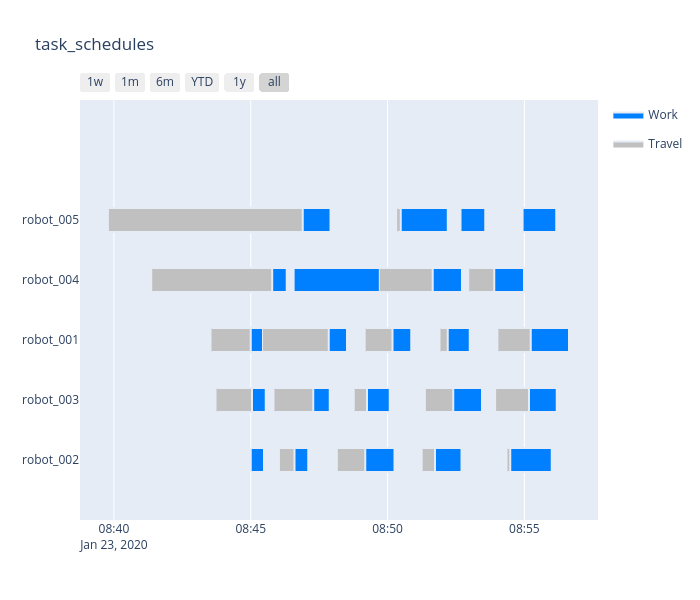 task_schedules
1w 1m 6m YTD 1y all
Work
Travel
robot_005
robot_004
robot_001
robot_003
robot_002
08:40 08:45 08:50 08:55
Jan 23, 2020